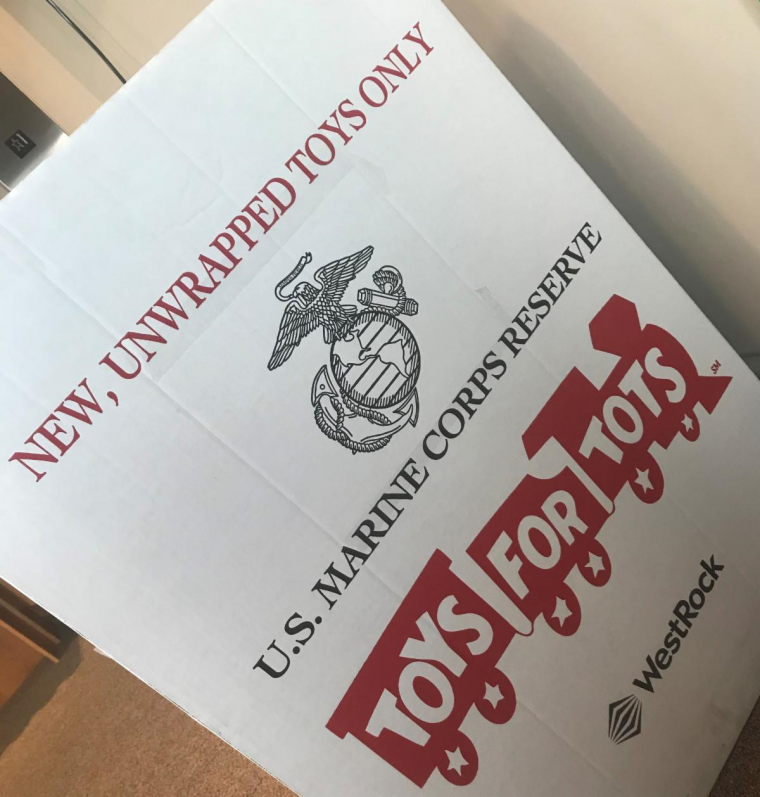 NEW, UNWRAPPED TOYS ONLY
U.S. MARINE CORPS RESERVE
TOYS FOR TOTS SM
WestRock